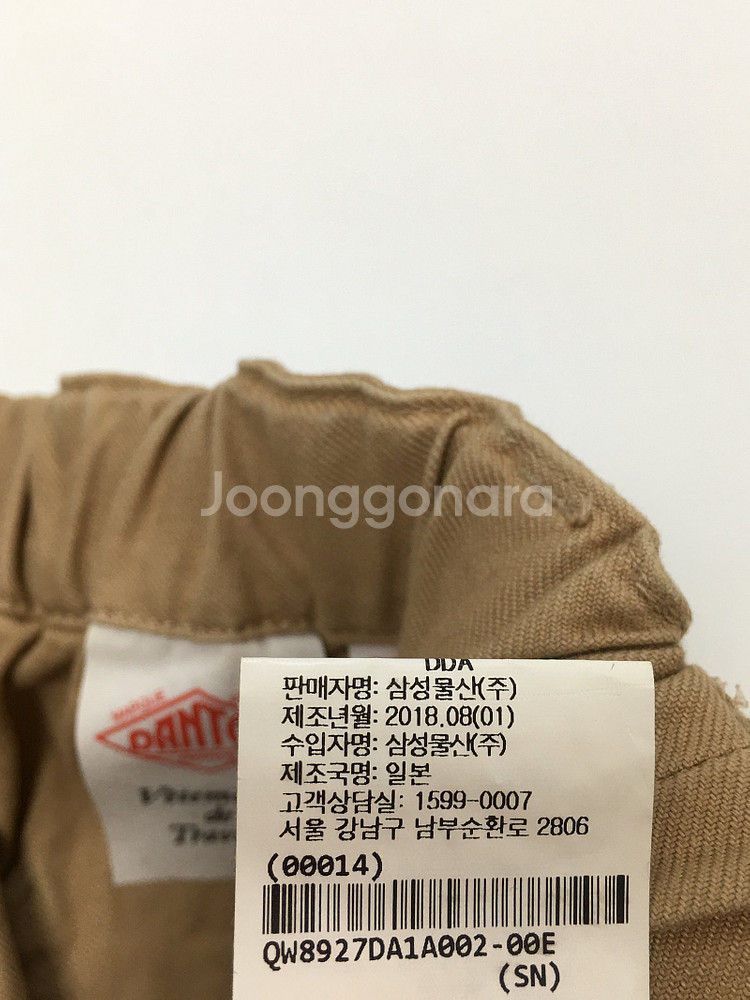 Joonggonara
DDA
판매자명: 삼성물산(주)
제조년월: 2018.08(01)
수입자명: 삼성물산(주)
제조국명: 일본
고객상담실: 1599-0007
서울 강남구 남부순환로 2806
(00014)
QW8927DA1A002-00E
(SN)
DANT
de